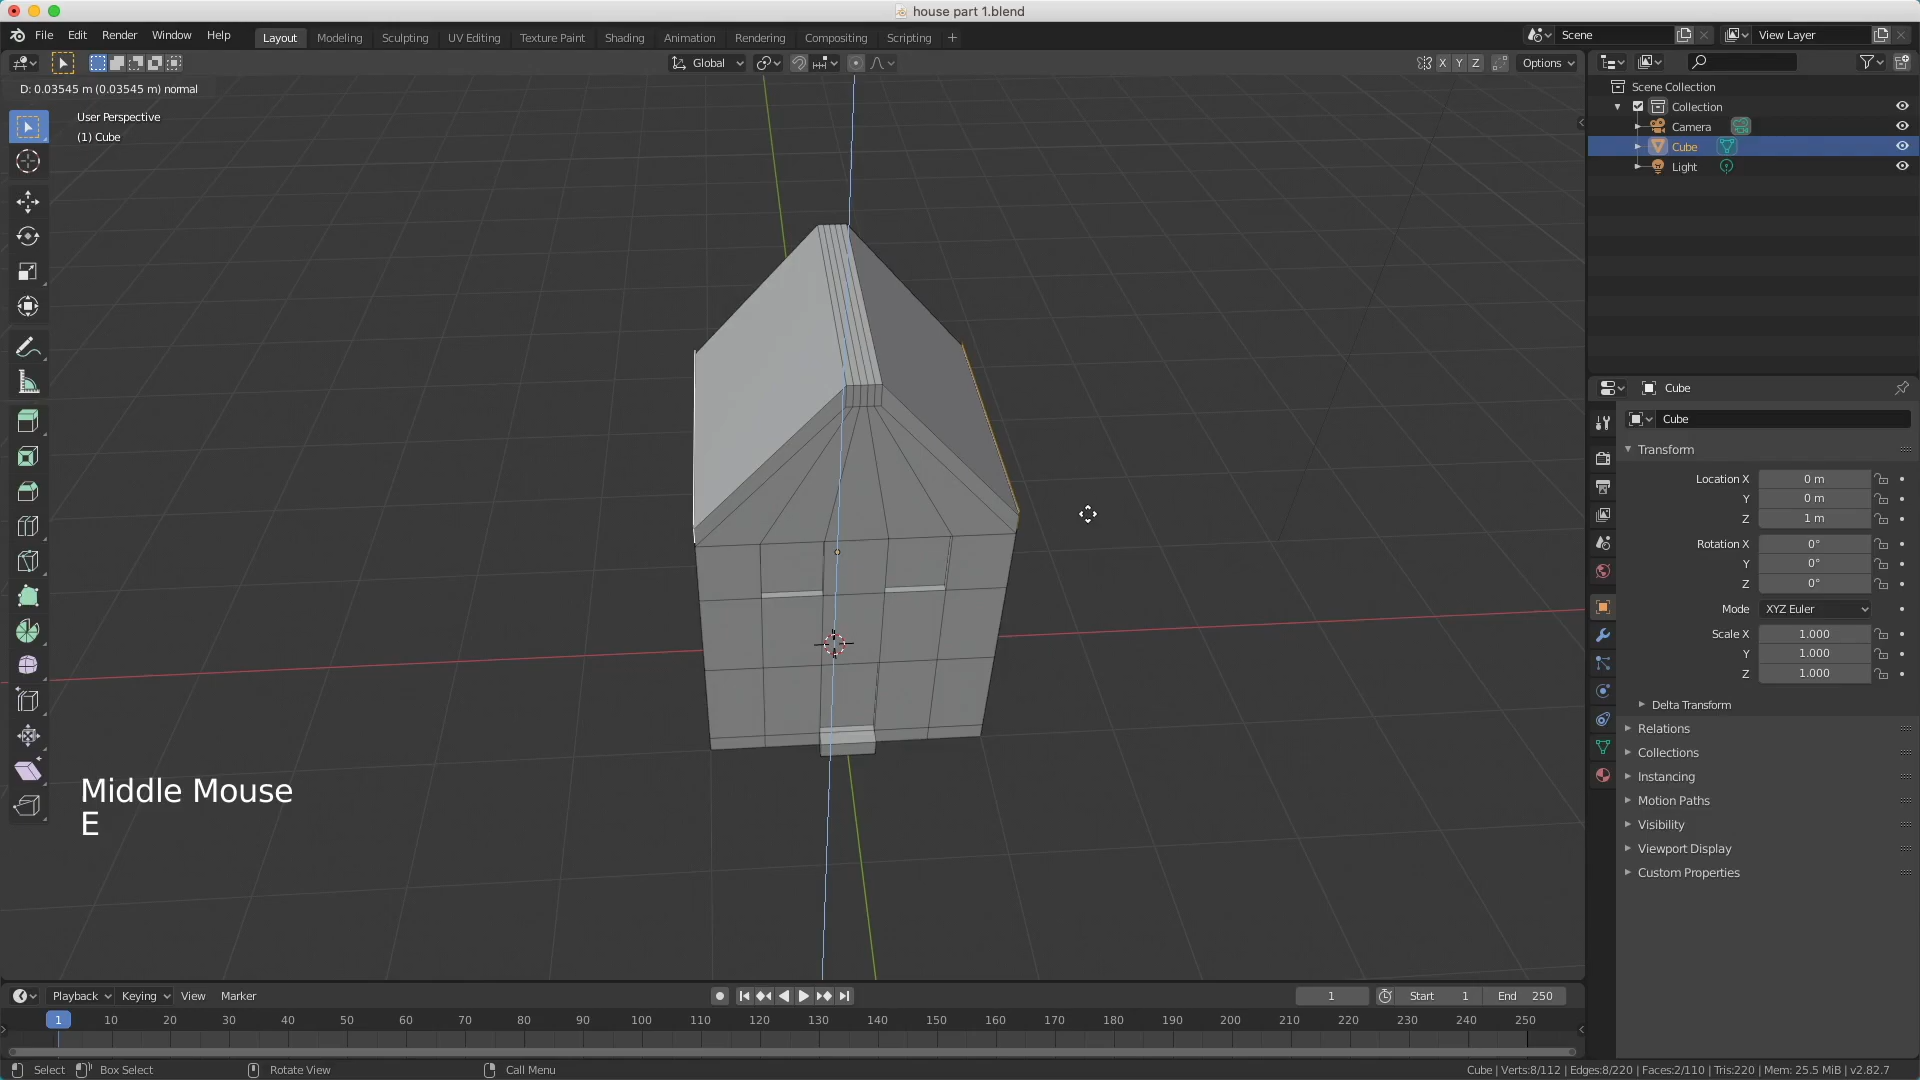 house part 1.blend
File Edit Render Window Help Layout Modeling Sculpting UV Editing Texture Paint Shading Animation Rendering Compositing Scripting + Scene View Layer
Global X Y Z Options
D: 0.03545 m (0.03545 m) normal
User Perspective
(1) Cube
Scene Collection
Collection
Camera
Cube
Light
Cube
Cube
Transform
Location X 0 m
Y 0 m
Z 1 m
Rotation X 0°
Y 0°
Z 0°
Mode XYZ Euler
Scale X 1.000
Y 1.000
Z 1.000
Delta Transform
Relations
Collections
Instancing
Motion Paths
Visibility
Viewport Display
Custom Properties
Middle Mouse
E
Playback Keying View Marker 1 Start 1 End 250
1 10 20 30 40 50 60 70 80 90 100 110 120 130 140 150 160 170 180 190 200 210 220 230 240 250
Select Box Select Rotate View Call Menu Cube | Verts:8/112 | Edges:8/220 | Faces:2/110 | Tris:220 | Mem: 25.5 MiB | v2.82.7